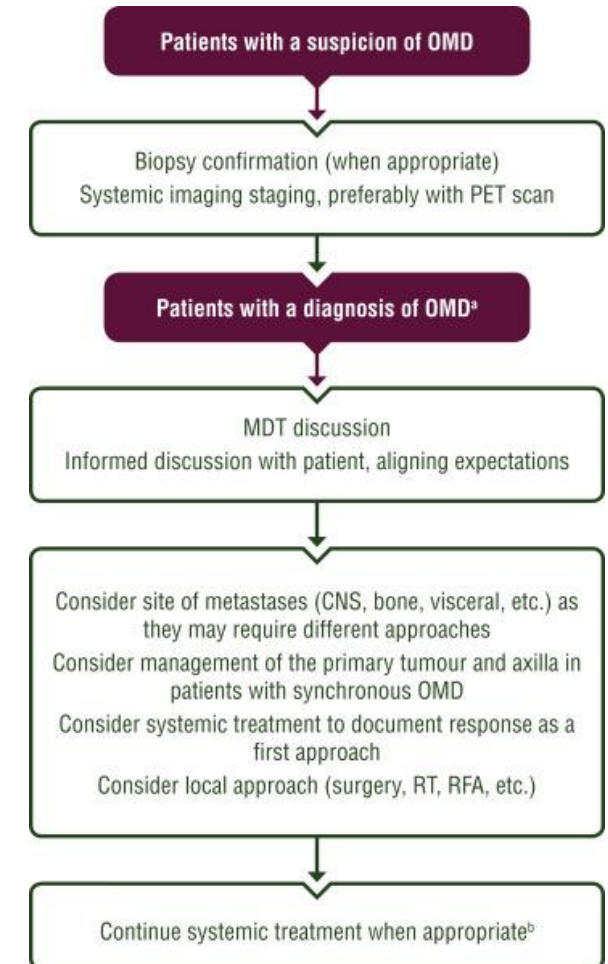 Patients with a suspicion of OMD
Biopsy confirmation (when appropriate)
Systemic imaging staging, preferably with PET scan
Patients with a diagnosis of OMDᵃ
MDT discussion
Informed discussion with patient, aligning expectations
Consider site of metastases (CNS, bone, visceral, etc.) as
they may require different approaches
Consider management of the primary tumour and axilla in
patients with synchronous OMD
Consider systemic treatment to document response as a
first approach
Consider local approach (surgery, RT, RFA, etc.)
Continue systemic treatment when appropriateᵇ